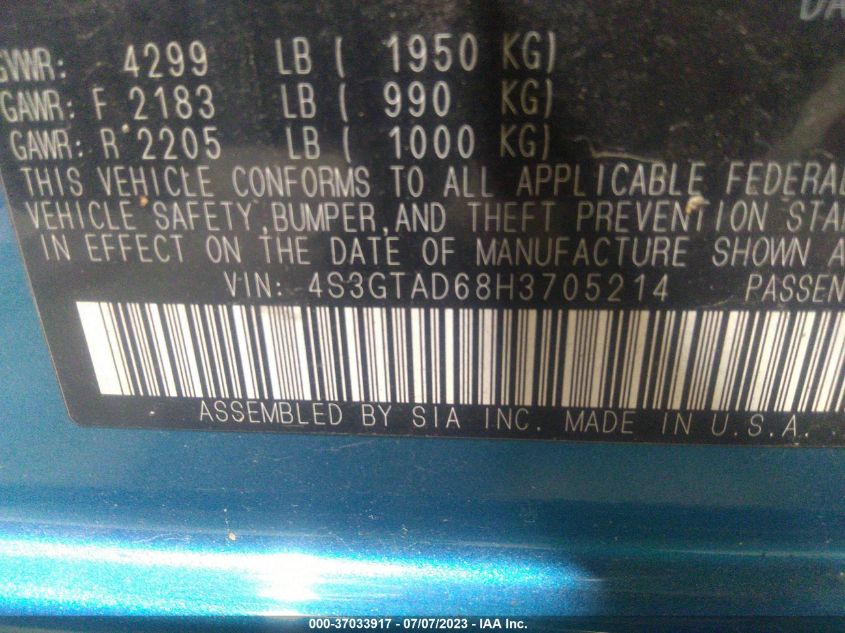 GVWR: 4299 LB ( 1950 KG)
GAWR: F 2183 LB ( 990 KG)
GAWR: R 2205 LB ( 1000 KG)
THIS VEHICLE CONFORMS TO ALL APPLICABLE FEDERAL
VEHICLE SAFETY, BUMPER, AND THEFT PREVENTION STA
IN EFFECT ON THE DATE OF MANUFACTURE SHOWN A
VIN: 4S3GTAD68H3705214 PASSEN
ASSEMBLED BY SIA INC. MADE IN U.S.A.
000-37033917 - 07/07/2023 - IAA Inc.